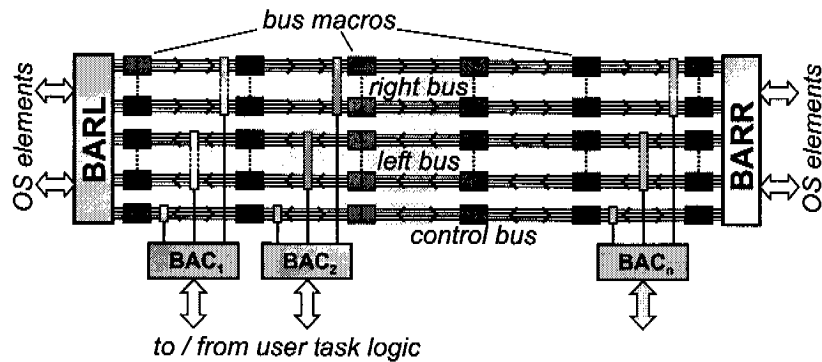 bus macros
OS elements
BARL
right bus
left bus
control bus
BARR
OS elements
BAC1
BAC2
BACn
to / from user task logic